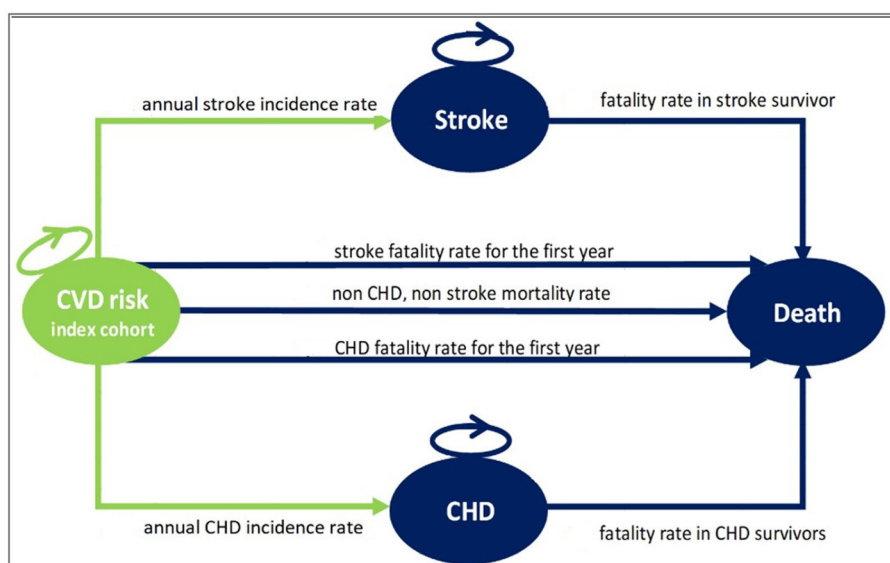 annual stroke incidence rate
Stroke
fatality rate in stroke survivor
stroke fatality rate for the first year
CVD risk
index cohort
non CHD, non stroke mortality rate
Death
CHD fatality rate for the first year
annual CHD incidence rate
CHD
fatality rate in CHD survivors